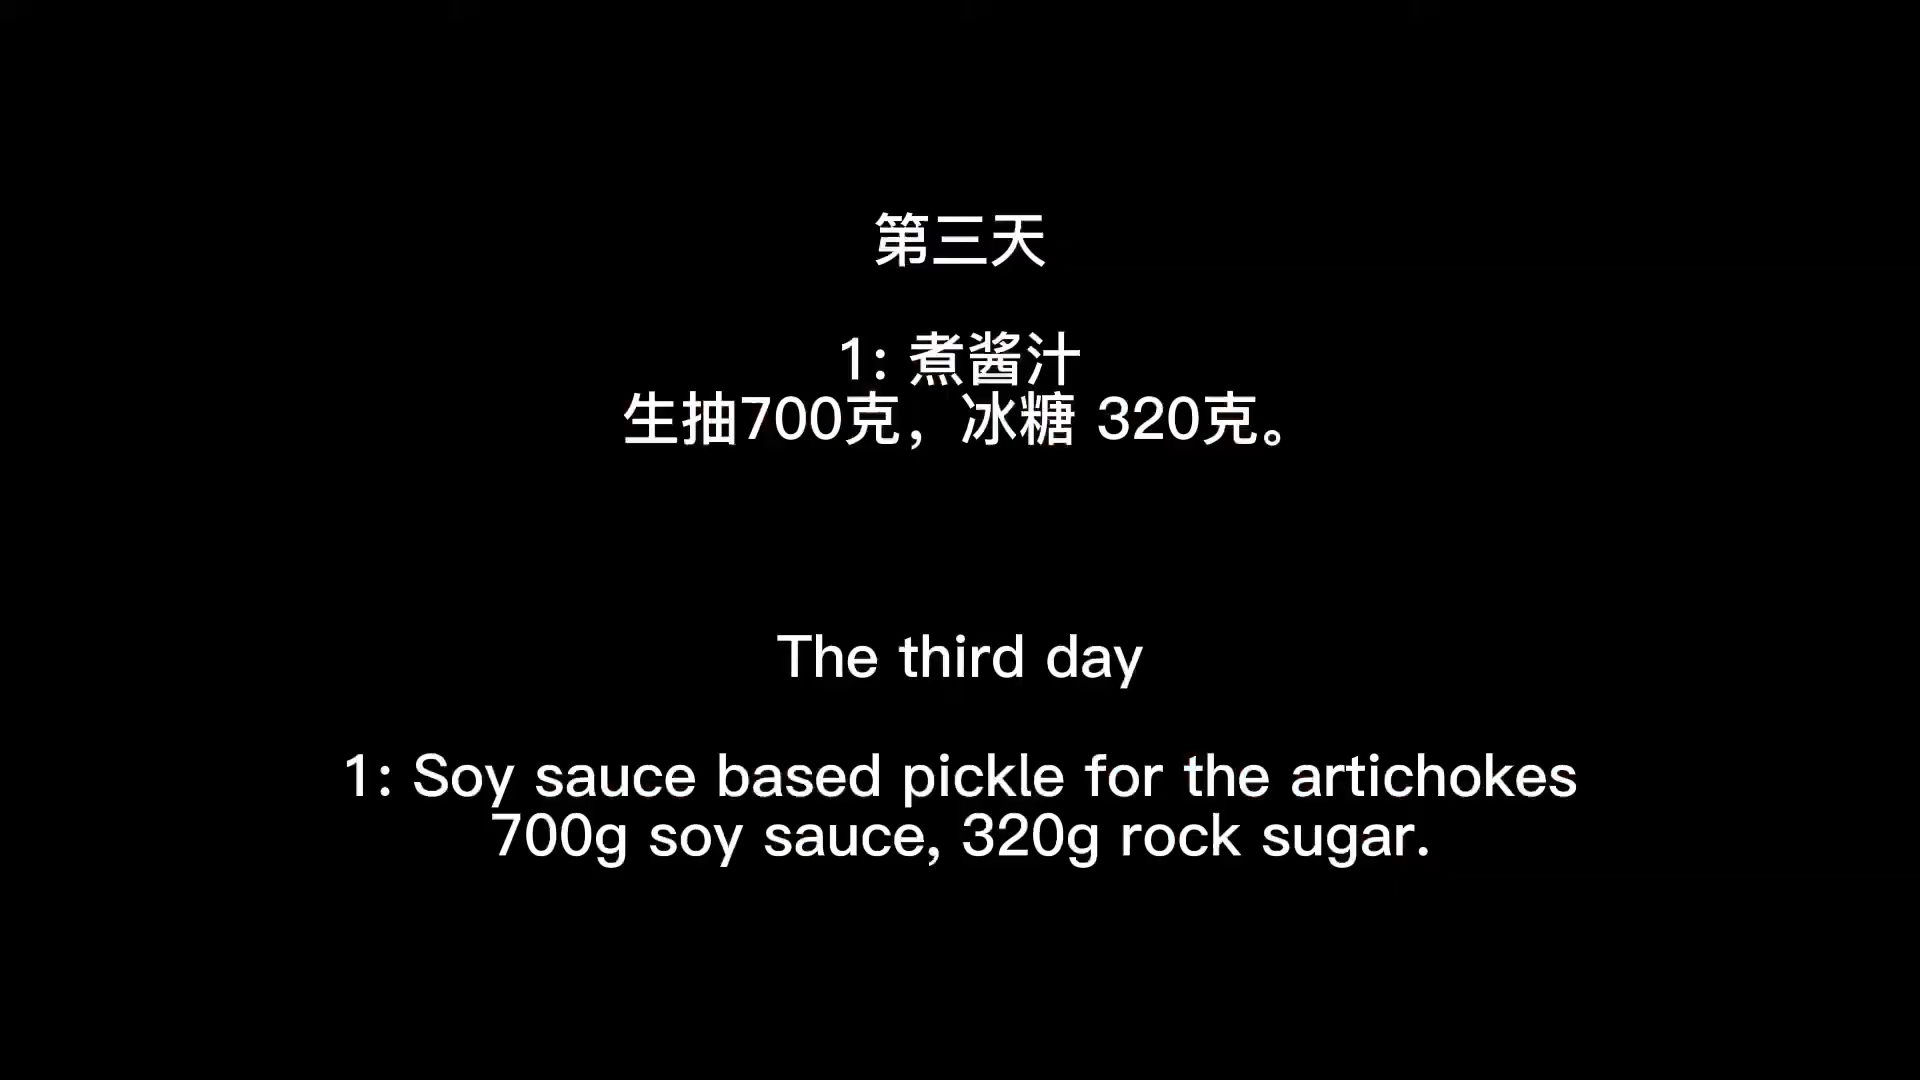 第三天
1: 煮酱汁
生抽700克，冰糖 320克。
The third day
1: Soy sauce based pickle for the artichokes
700g soy sauce, 320g rock sugar.